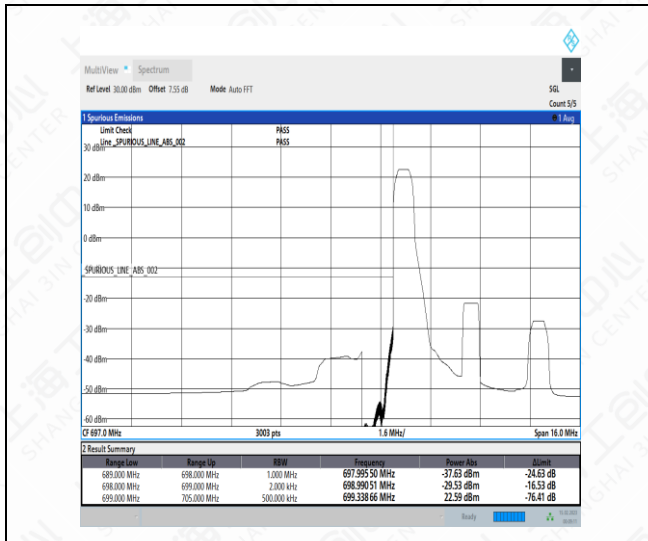 MultiView Spectrum
Ref Level 30.00 dBm Offset 7.55 dB Mode Auto FFT SGL
Count 5/5
1 Spurious Emissions 1 Avg
Limit Check PASS
Line _SPURIOUS_LINE_ABS_002 PASS
30 dBm
20 dBm
10 dBm
0 dBm
_SPURIOUS_LINE_ABS_002
-20 dBm
-30 dBm
-40 dBm
-50 dBm
-60 dBm
CF 697.0 MHz 3003 pts 1.6 MHz/ Span 16.0 MHz
2 Result Summary
Range Low Range Up RBW Frequency Power Abs ΔLimit
689.000 MHz 698.000 MHz 1.000 MHz 697.995 50 MHz -37.63 dBm -24.63 dB
698.000 MHz 699.000 MHz 2.000 kHz 698.990 51 MHz -29.53 dBm -16.53 dB
699.000 MHz 705.000 MHz 500.000 kHz 699.338 66 MHz 22.59 dBm -76.41 dB
Ready